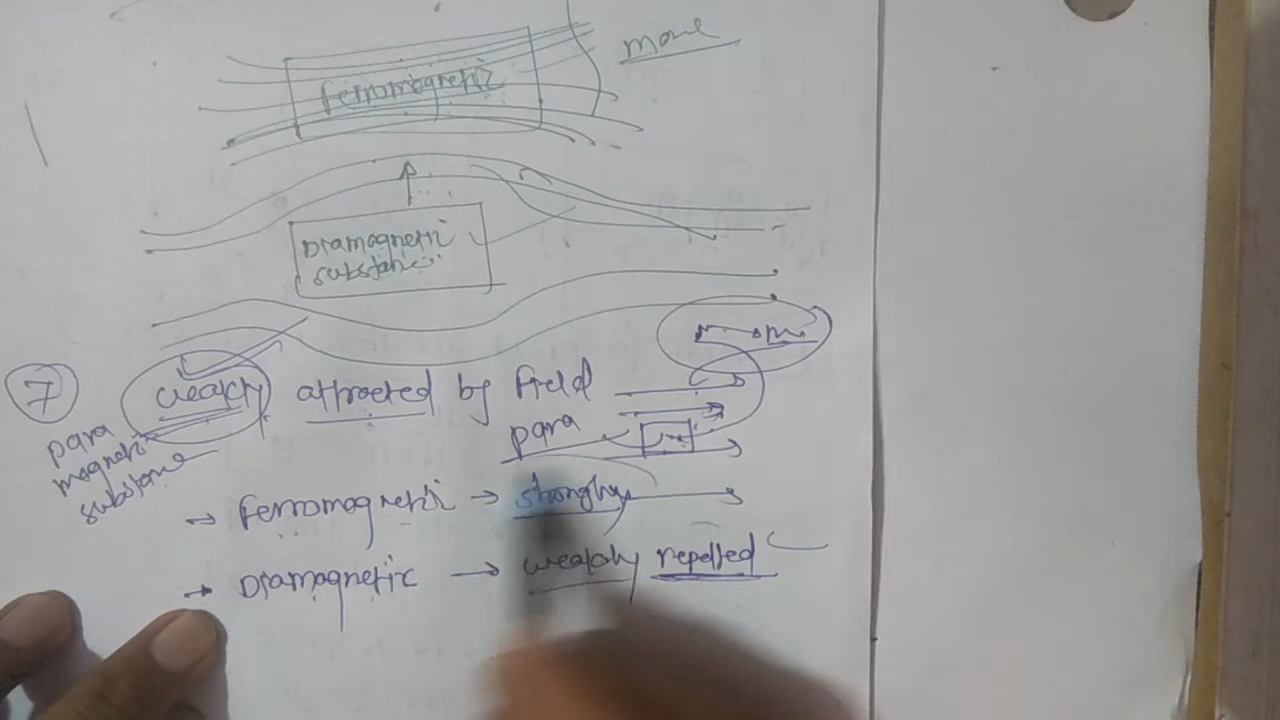 more
Ferromagnetic
Diamagnetic
substance
7
weakly attracted by field
para
magnetic
substance
para
→ Ferromagnetic → strongly
→ Diamagnetic → weakly repelled